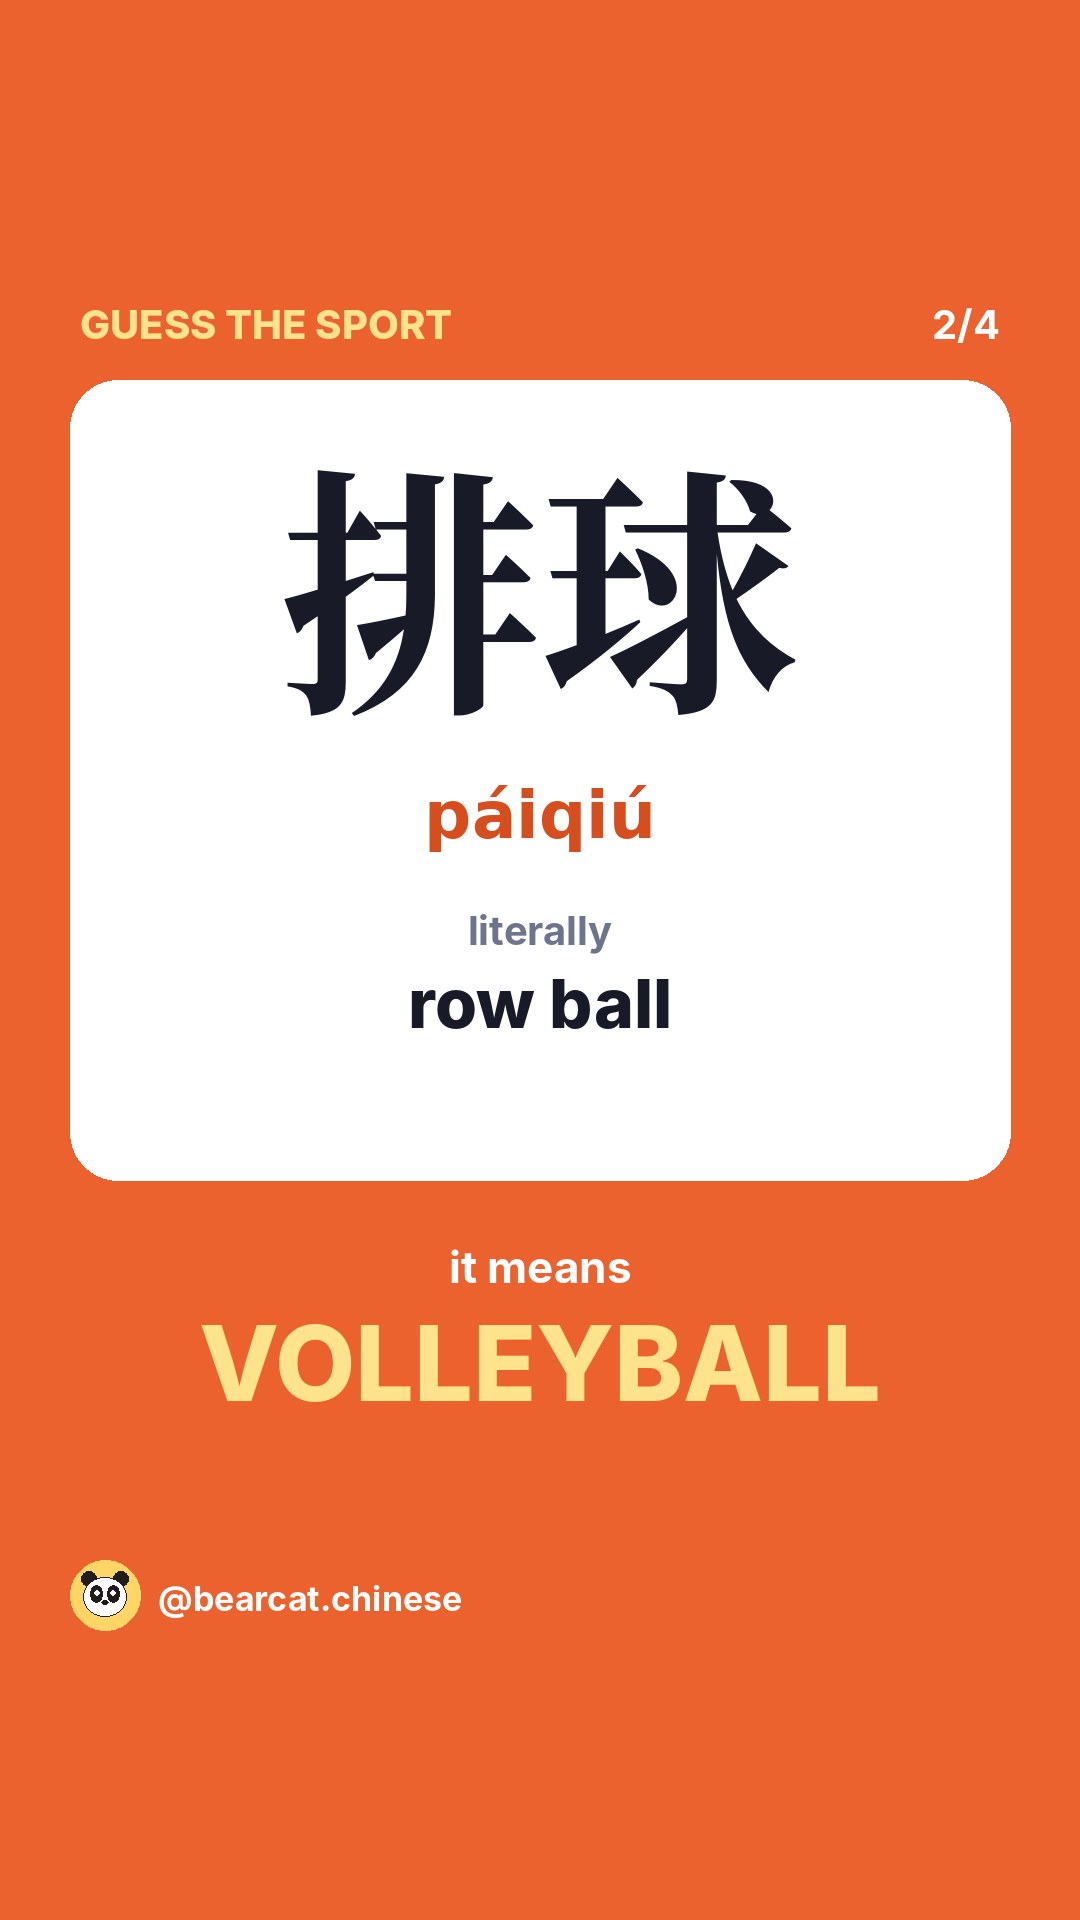 GUESS THE SPORT
2/4
排球
páiqiú
literally
row ball
it means
VOLLEYBALL
@bearcat.chinese